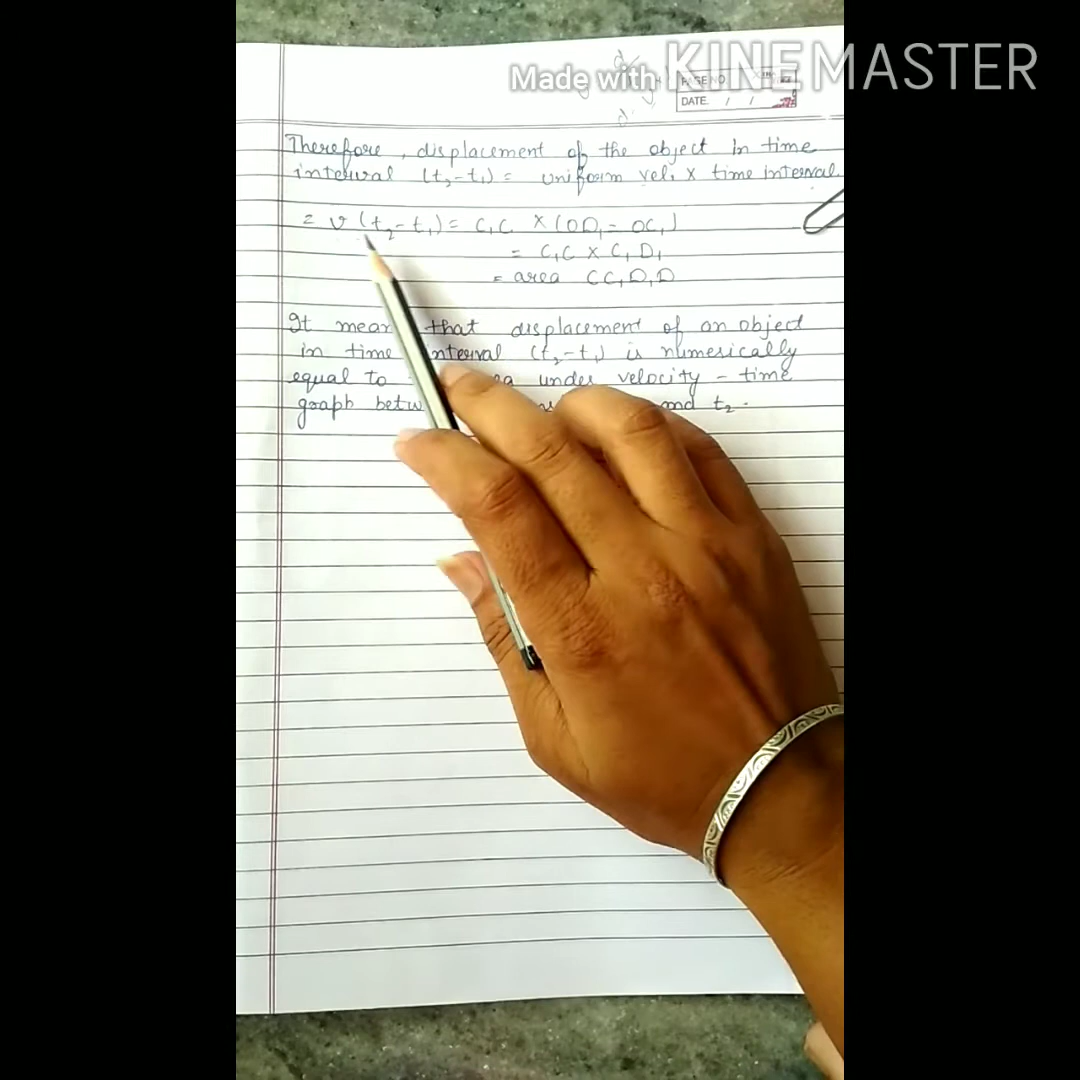 Made with KINEMASTER
PAGE NO.
DATE / /
Therefore, displacement of the object in time
interval (t₂-t₁) = uniform vel. × time interval.
= v (t₂-t₁) = C₁C × (OD₁ - OC₁)
= C₁C × C₁D₁
= area CC₁D₁D
It mean that displacement of an object
in time interval (t₂-t₁) is numerically
equal to under velocity - time
graph and t₂.